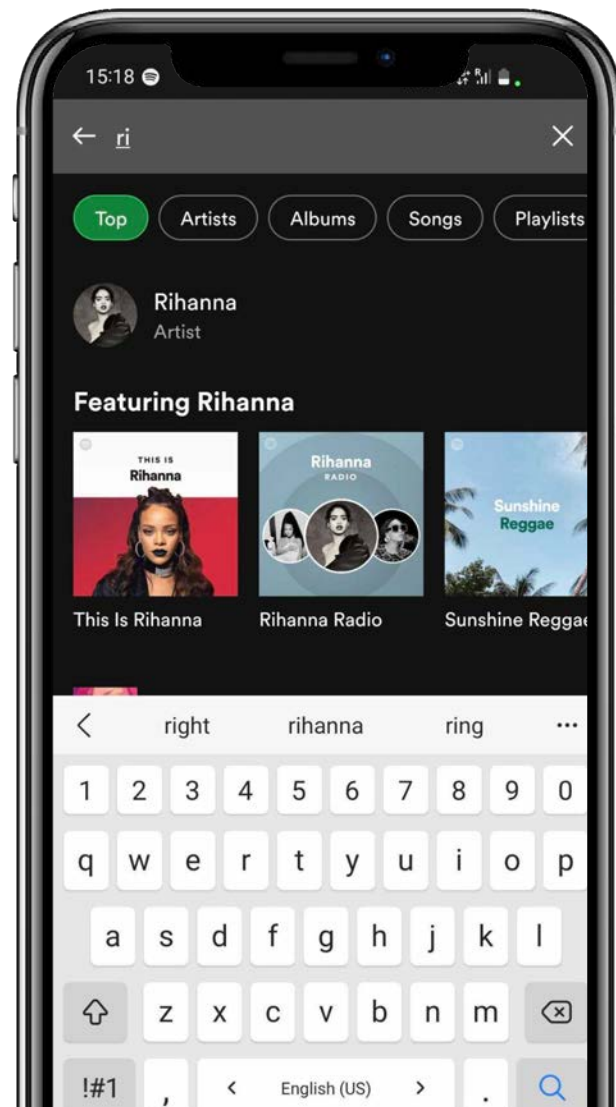 15:18
ri
Top Artists Albums Songs Playlists
Rihanna
Artist
Featuring Rihanna
THIS IS
Rihanna
Rihanna
RADIO
Sunshine
Reggae
This Is Rihanna Rihanna Radio Sunshine Reggae
right rihanna ring ...
1 2 3 4 5 6 7 8 9 0
q w e r t y u i o p
a s d f g h j k l
z x c v b n m
!#1 , < English (US) > .